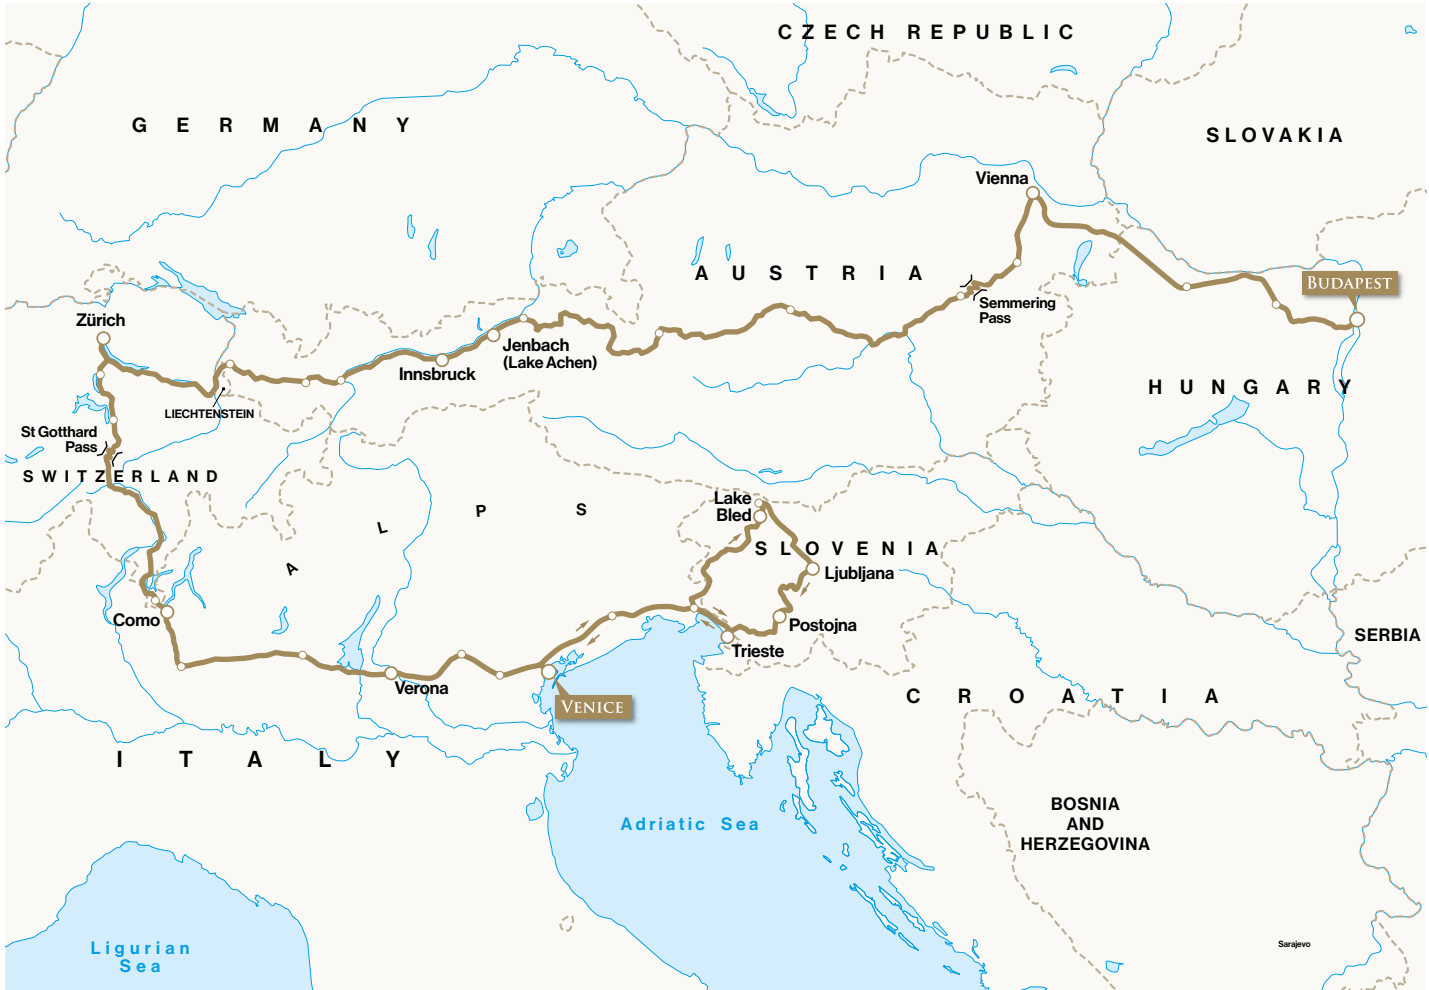 CZECH REPUBLIC
GERMANY
SLOVAKIA
Vienna
AUSTRIA
BUDAPEST
Semmering
Pass
Zürich
Jenbach
(Lake Achen)
Innsbruck
HUNGARY
LIECHTENSTEIN
St Gotthard
Pass
SWITZERLAND
ALPS
Lake
Bled
SLOVENIA
Ljubljana
Como
Postojna
SERBIA
Trieste
Verona
CROATIA
VENICE
ITALY
BOSNIA
AND
HERZEGOVINA
Adriatic Sea
Ligurian
Sea
Sarajevo